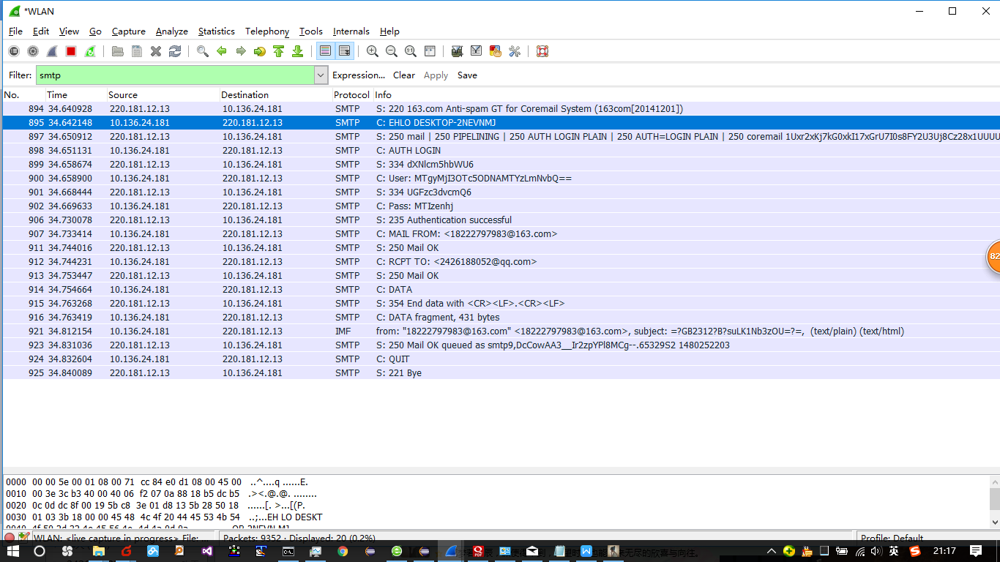 *WLAN
File Edit View Go Capture Analyze Statistics Telephony Tools Internals Help
Filter: smtp Expression... Clear Apply Save
No. Time Source Destination Protocol Info
894 34.640928 220.181.12.13 10.136.24.181 SMTP S: 220 163.com Anti-spam GT for Coremail System (163com[20141201])
895 34.642148 10.136.24.181 220.181.12.13 SMTP C: EHLO DESKTOP-2NEVNMJ
897 34.650912 220.181.12.13 10.136.24.181 SMTP S: 250 mail | 250 PIPELINING | 250 AUTH LOGIN PLAIN | 250 AUTH=LOGIN PLAIN | 250 coremail 1Uxr2xKj7kG0xkI17xGrU7I0s8FY2U3Uj8Cz28x1UUUU
898 34.651131 10.136.24.181 220.181.12.13 SMTP C: AUTH LOGIN
899 34.658674 220.181.12.13 10.136.24.181 SMTP S: 334 dXNlcm5hbWU6
900 34.658900 10.136.24.181 220.181.12.13 SMTP C: User: MTgyMjI3OTc5ODNAMTYzLmNvbQ==
901 34.668444 220.181.12.13 10.136.24.181 SMTP S: 334 UGFzc3dvcmQ6
902 34.669633 10.136.24.181 220.181.12.13 SMTP C: Pass: MTIzenhj
906 34.730078 220.181.12.13 10.136.24.181 SMTP S: 235 Authentication successful
907 34.733414 10.136.24.181 220.181.12.13 SMTP C: MAIL FROM: <18222797983@163.com>
911 34.744016 220.181.12.13 10.136.24.181 SMTP S: 250 Mail OK
912 34.744231 10.136.24.181 220.181.12.13 SMTP C: RCPT TO: <2426188052@qq.com>
913 34.753447 220.181.12.13 10.136.24.181 SMTP S: 250 Mail OK
914 34.754664 10.136.24.181 220.181.12.13 SMTP C: DATA
915 34.763268 220.181.12.13 10.136.24.181 SMTP S: 354 End data with <CR><LF>.<CR><LF>
916 34.763419 10.136.24.181 220.181.12.13 SMTP C: DATA fragment, 431 bytes
921 34.812154 10.136.24.181 220.181.12.13 IMF from: "18222797983@163.com" <18222797983@163.com>, subject: =?GB2312?B?suLK1Nb3zOU=?=, (text/plain) (text/html)
923 34.831036 220.181.12.13 10.136.24.181 SMTP S: 250 Mail OK queued as smtp9,DcCowAA3__Ir2zpYPl8MCg--.65329S2 1480252203
924 34.832604 10.136.24.181 220.181.12.13 SMTP C: QUIT
925 34.840089 220.181.12.13 10.136.24.181 SMTP S: 221 Bye
82
0000 00 00 5e 00 01 08 00 71 cc 84 e0 d1 08 00 45 00 ..^....q ......E.
0010 00 3e 3c b3 40 00 40 06 f2 07 0a 88 18 b5 dc b5 .><.@.@. ........
0020 0c 0d dc 8f 00 19 5b c8 3e 01 d8 13 5b 28 50 18 ......[. >...[(P.
0030 01 03 3b 18 00 00 45 48 4c 4f 20 44 45 53 4b 54 ..;...EH LO DESKT
0040 4f 50 2d 32 4e 45 56 4e 4d 4a 0d 0a OP-2NEVN MJ..
WLAN: <live capture in progress> File: ... Packets: 9352 · Displayed: 20 (0.2%) Profile: Default
英 21:17